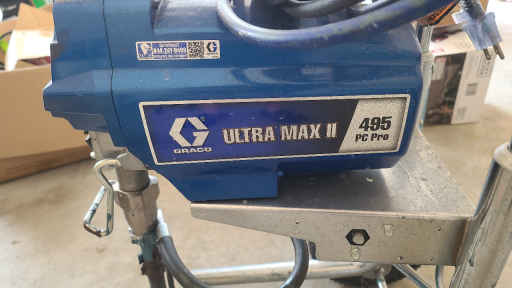 GRACO
ULTRA MAX II
495
PC Pro